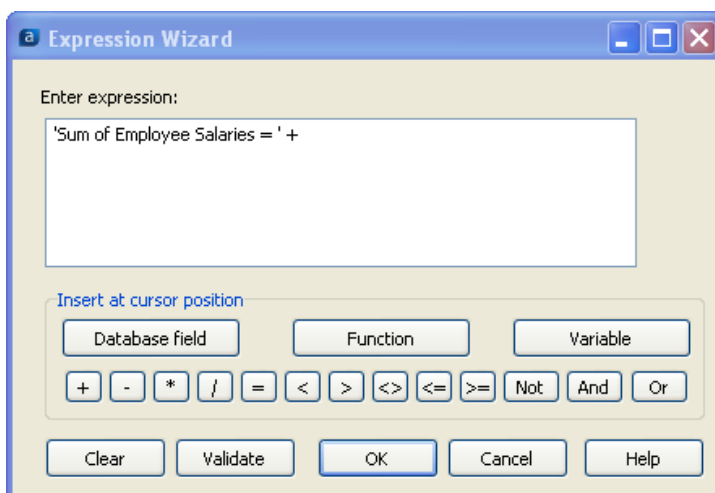 a Expression Wizard
Enter expression:
'Sum of Employee Salaries = ' +
Insert at cursor position
Database field Function Variable
+ - * / = < > <> <= >= Not And Or
Clear Validate OK Cancel Help